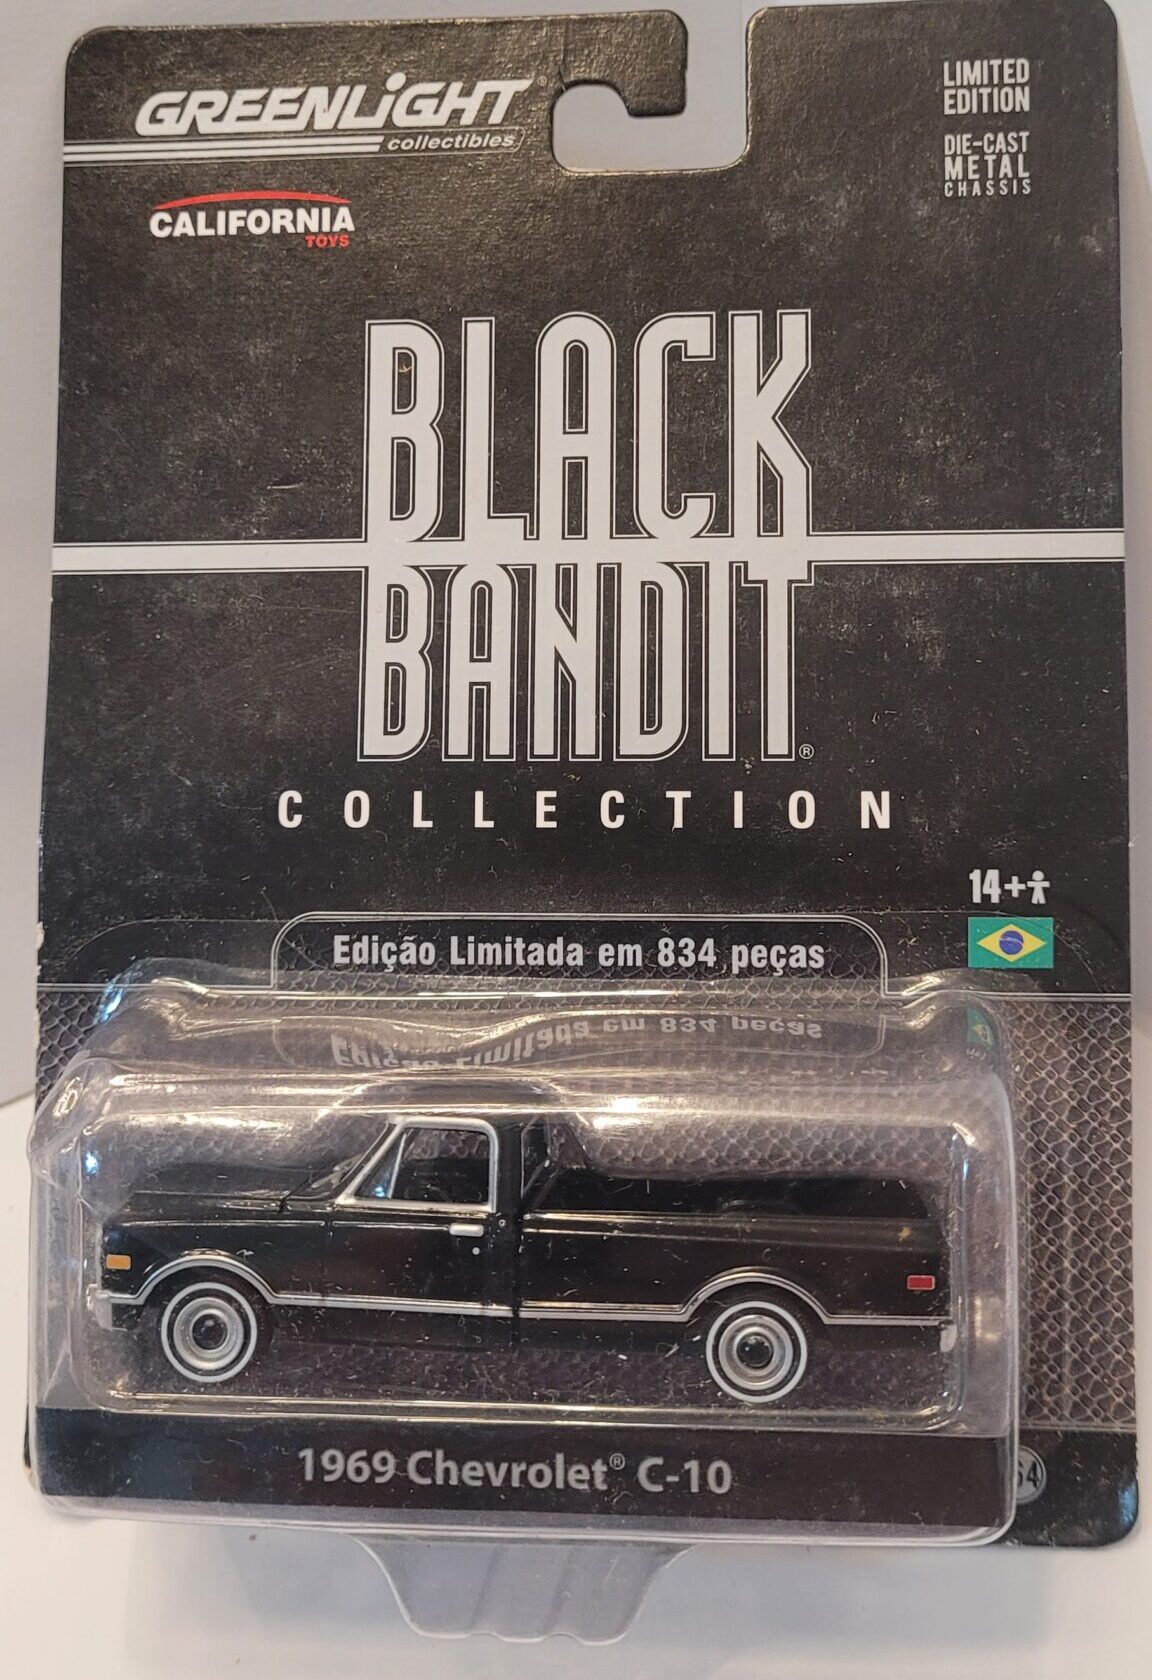 GREENLiGHT®
collectibles
LIMITED
EDITION
DIE-CAST
METAL
CHASSIS
CALIFORNIA
TOYS
BLACK
BANDIT®
COLLECTION
14+
Edição Limitada em 834 peças
1969 Chevrolet® C-10